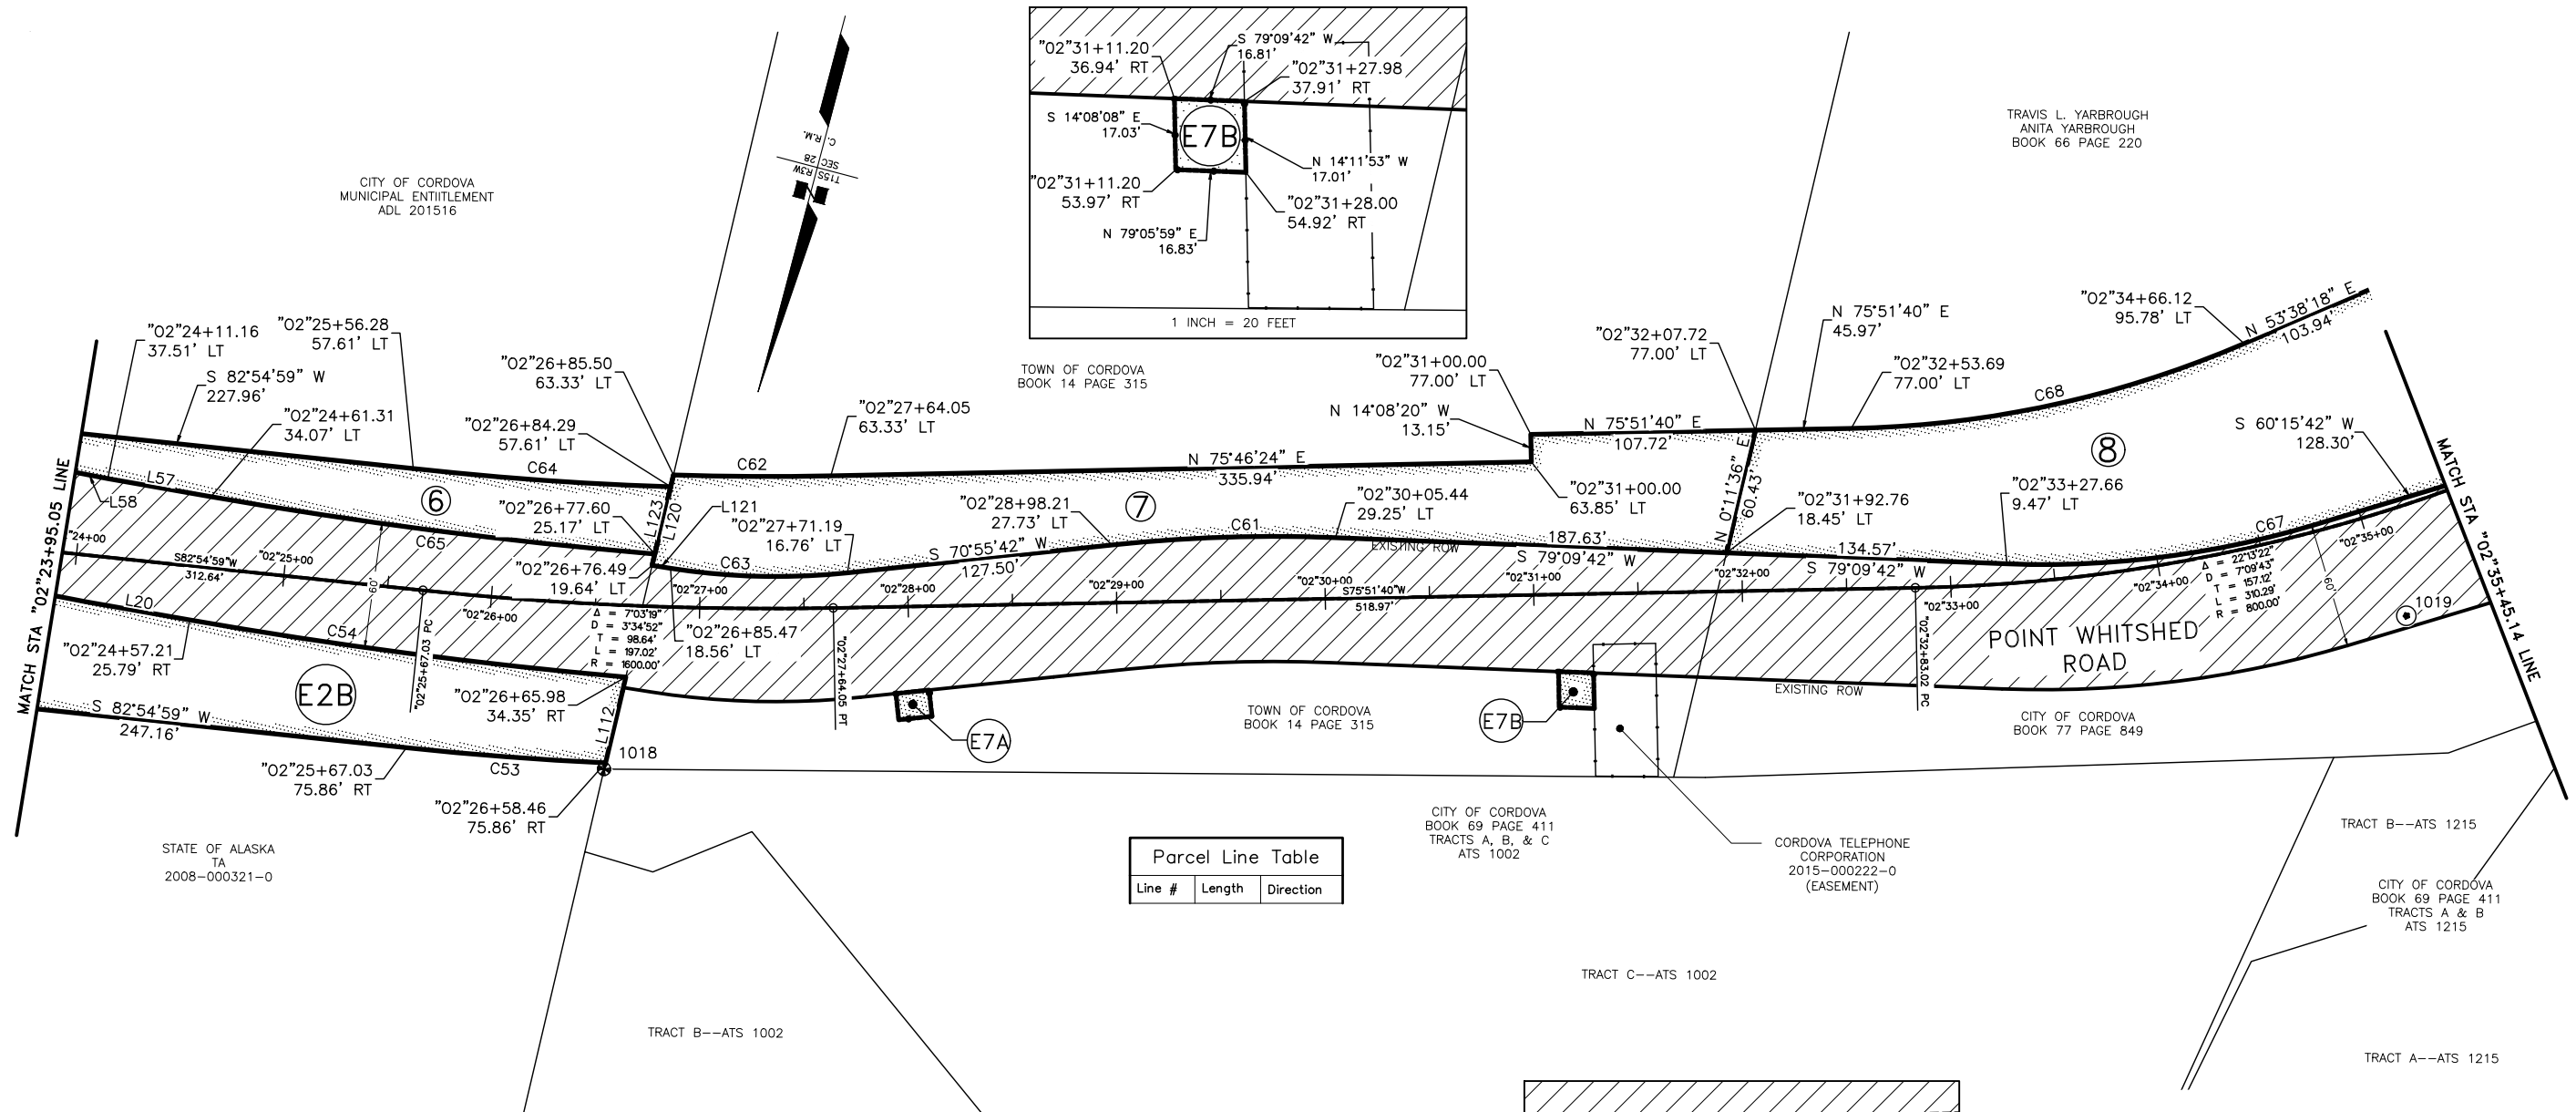 "02"31+11.20
36.94' RT
S 79°09'42" W
16.81'
"02"31+27.98
37.91' RT
S 14°08'08" E
17.03'
E7B
N 14°11'53" W
17.01'
"02"31+11.20
53.97' RT
"02"31+28.00
54.92' RT
N 79°05'59" E
16.83'
1 INCH = 20 FEET
C. R.M.
SEC 28
T15S R3W
TRAVIS L. YARBROUGH
ANITA YARBROUGH
BOOK 66 PAGE 220
CITY OF CORDOVA
MUNICIPAL ENTIITLEMENT
ADL 201516
TOWN OF CORDOVA
BOOK 14 PAGE 315
"02"24+11.16
37.51' LT
"02"25+56.28
57.61' LT
S 82°54'59" W
227.96'
"02"24+61.31
34.07' LT
"02"26+85.50
63.33' LT
"02"26+84.29
57.61' LT
"02"27+64.05
63.33' LT
"02"31+00.00
77.00' LT
N 14°08'20" W
13.15'
"02"32+07.72
77.00' LT
N 75°51'40" E
45.97'
"02"32+53.69
77.00' LT
"02"34+66.12
95.78' LT
N 53°38'18" E
103.94'
C68
S 60°15'42" W
128.30'
MATCH STA "02"23+95.05 LINE
L57
L58
C64
6
"02"26+77.60
25.17' LT
L123
L120
L121
C62
N 75°46'24" E
335.94'
N 75°51'40" E
107.72'
"02"27+71.19
16.76' LT
"02"28+98.21
27.73' LT
7
"02"30+05.44
29.25' LT
"02"31+00.00
63.85' LT
N 0°11'36" E
60.43'
"02"31+92.76
18.45' LT
8
"02"33+27.66
9.47' LT
C67
MATCH STA "02"35+45.14 LINE
"24+00
S82°54'59"W
312.64'
"02"25+00
C65
60'
"02"26+76.49
19.64' LT
C63
S 70°55'42" W
127.50'
C61
EXISTING ROW
187.63'
S 79°09'42" W
134.57'
S 79°09'42" W
"02"26+00
"02"27+00
"02"28+00
"02"29+00
"02"30+00
S75°51'40"W
518.97'
"02"31+00
"02"32+00
"02"33+00
"02"34+00
"02"35+00
Δ = 22°13'22"
D = 7°09'43"
T = 157.12'
L = 310.29'
R = 800.00'
60'
1019
L20
C54
"02"24+57.21
25.79' RT
"02"25+67.03 PC
Δ = 7°03'19"
D = 3°34'52"
T = 98.64'
L = 197.02'
R = 1600.00'
"02"26+85.47
18.56' LT
"02"27+64.05 PT
"02"32+83.02 PC
POINT WHITSHED
ROAD
E2B
"02"26+65.98
34.35' RT
L112
S 82°54'59" W
247.16'
"02"25+67.03
75.86' RT
C53
1018
"02"26+58.46
75.86' RT
E7A
TOWN OF CORDOVA
BOOK 14 PAGE 315
E7B
EXISTING ROW
CITY OF CORDOVA
BOOK 77 PAGE 849
STATE OF ALASKA
TA
2008-000321-0
Parcel Line Table
Line # Length Direction
CITY OF CORDOVA
BOOK 69 PAGE 411
TRACTS A, B, & C
ATS 1002
CORDOVA TELEPHONE
CORPORATION
2015-000222-0
(EASEMENT)
TRACT B--ATS 1215
CITY OF CORDOVA
BOOK 69 PAGE 411
TRACTS A & B
ATS 1215
TRACT C--ATS 1002
TRACT B--ATS 1002
TRACT A--ATS 1215